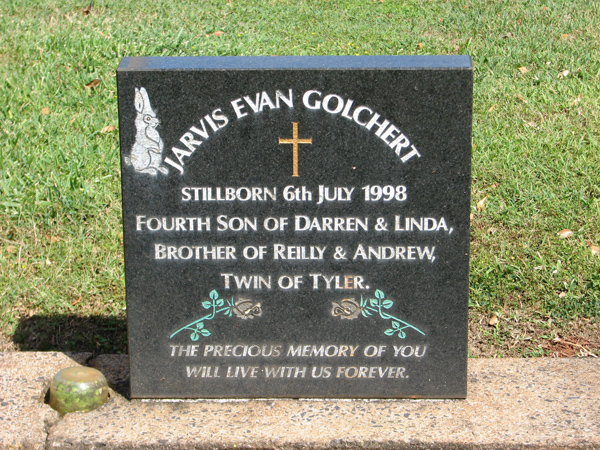 JARVIS EVAN GOLCHERT
STILLBORN 6th JULY 1998
FOURTH SON OF DARREN & LINDA,
BROTHER OF REILLY & ANDREW,
TWIN OF TYLER.
THE PRECIOUS MEMORY OF YOU
WILL LIVE WITH US FOREVER.